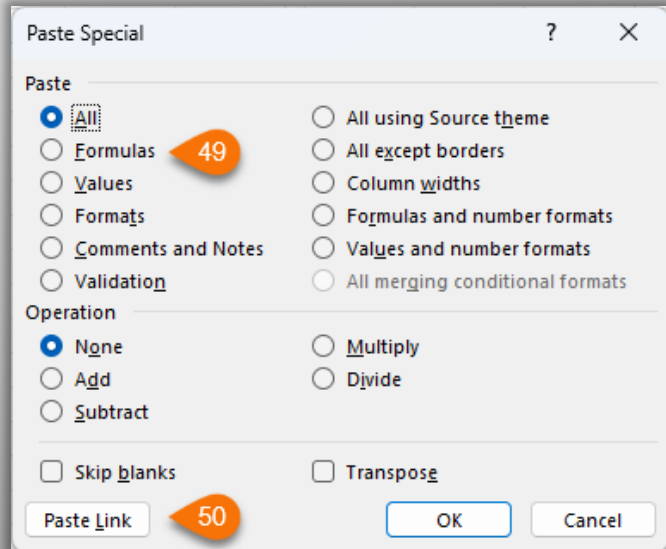 Paste Special ?
Paste
All All using Source theme
Formulas 49 All except borders
Values Column widths
Formats Formulas and number formats
Comments and Notes Values and number formats
Validation All merging conditional formats
Operation
None Multiply
Add Divide
Subtract
Skip blanks Transpose
Paste Link 50 OK Cancel